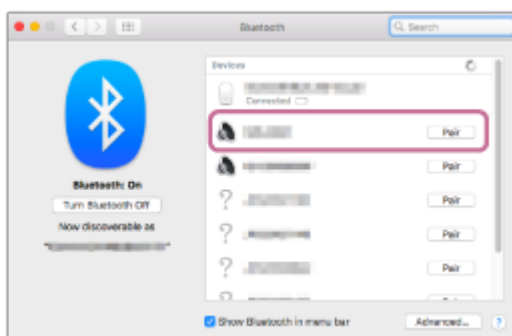 Bluetooth
Search
Devices
Connected
Pair
Pair
Pair
Pair
Pair
Bluetooth: On
Turn Bluetooth Off
Now discoverable as
Show Bluetooth in menu bar
Advanced...
?